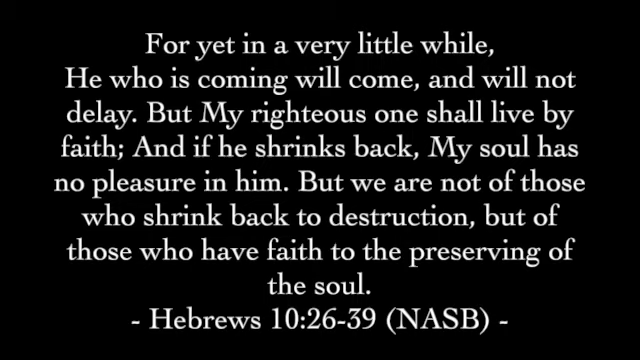 For yet in a very little while,
He who is coming will come, and will not
delay. But My righteous one shall live by
faith; And if he shrinks back, My soul has
no pleasure in him. But we are not of those
who shrink back to destruction, but of
those who have faith to the preserving of
the soul.
- Hebrews 10:26-39 (NASB) -